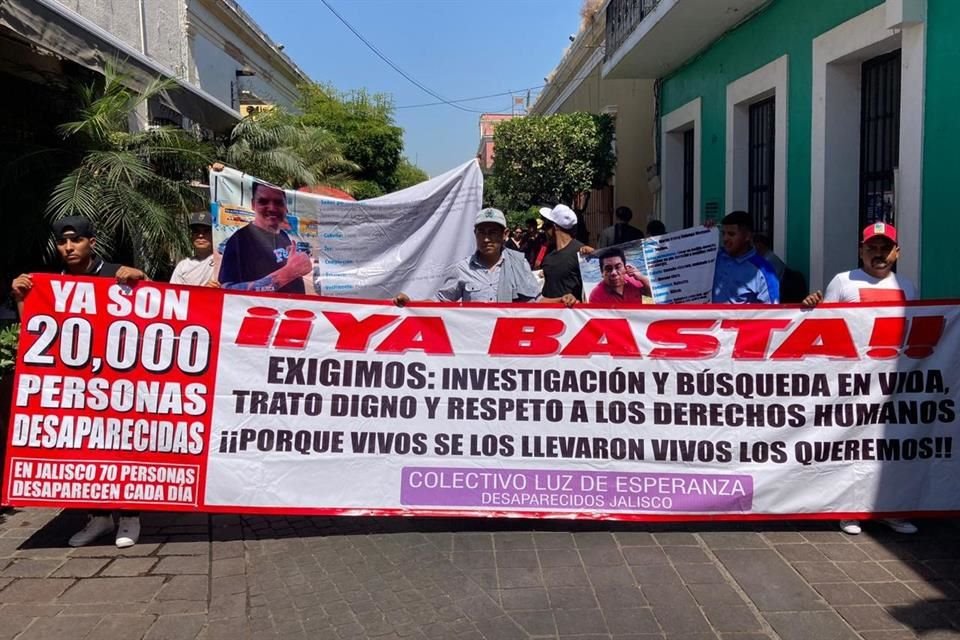 YA SON
20,000
PERSONAS
DESAPARECIDAS
EN JALISCO 70 PERSONAS
DESAPARECEN CADA DÍA
¡¡YA BASTA!!
EXIGIMOS: INVESTIGACIÓN Y BÚSQUEDA EN VIDA,
TRATO DIGNO Y RESPETO A LOS DERECHOS HUMANOS
¡¡PORQUE VIVOS SE LOS LLEVARON VIVOS LOS QUEREMOS!!
COLECTIVO LUZ DE ESPERANZA
DESAPARECIDOS JALISCO